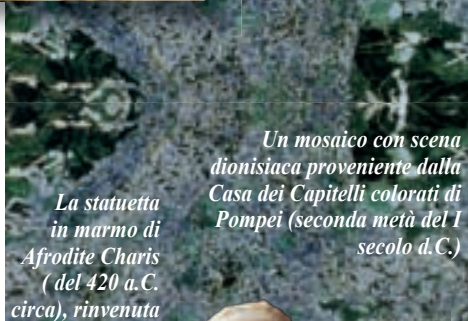 Un mosaico con scena
dionisiaca proveniente dalla
Casa dei Capitelli colorati di
Pompei (seconda metà del I
secolo d.C.)
La statuetta
in marmo di
Afrodite Charis
( del 420 a.C.
circa), rinvenuta